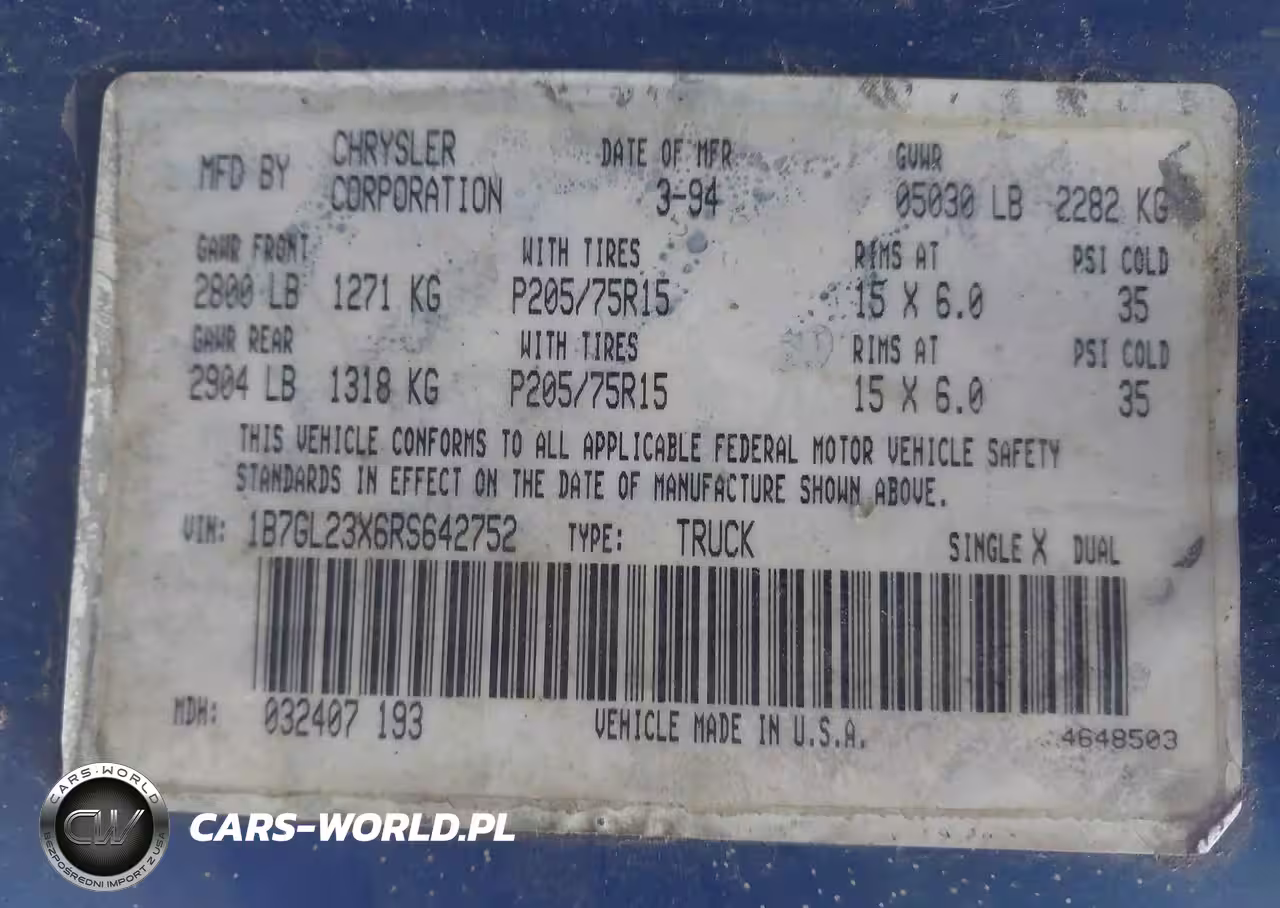 MFD BY CHRYSLER CORPORATION DATE OF MFR 3-94 GVWR 05030 LB 2282 KG
GAWR FRONT WITH TIRES RIMS AT PSI COLD
2800 LB 1271 KG P205/75R15 15 X 6.0 35
GAWR REAR WITH TIRES RIMS AT PSI COLD
2904 LB 1318 KG P205/75R15 15 X 6.0 35
THIS VEHICLE CONFORMS TO ALL APPLICABLE FEDERAL MOTOR VEHICLE SAFETY
STANDARDS IN EFFECT ON THE DATE OF MANUFACTURE SHOWN ABOVE.
VIN: 1B7GL23X6RS642752 TYPE: TRUCK SINGLE X DUAL
MDH: 032407 193 VEHICLE MADE IN U.S.A. 4648503
CARS-WORLD
CW
BEZPOŚREDNI IMPORT Z USA
CARS-WORLD.PL